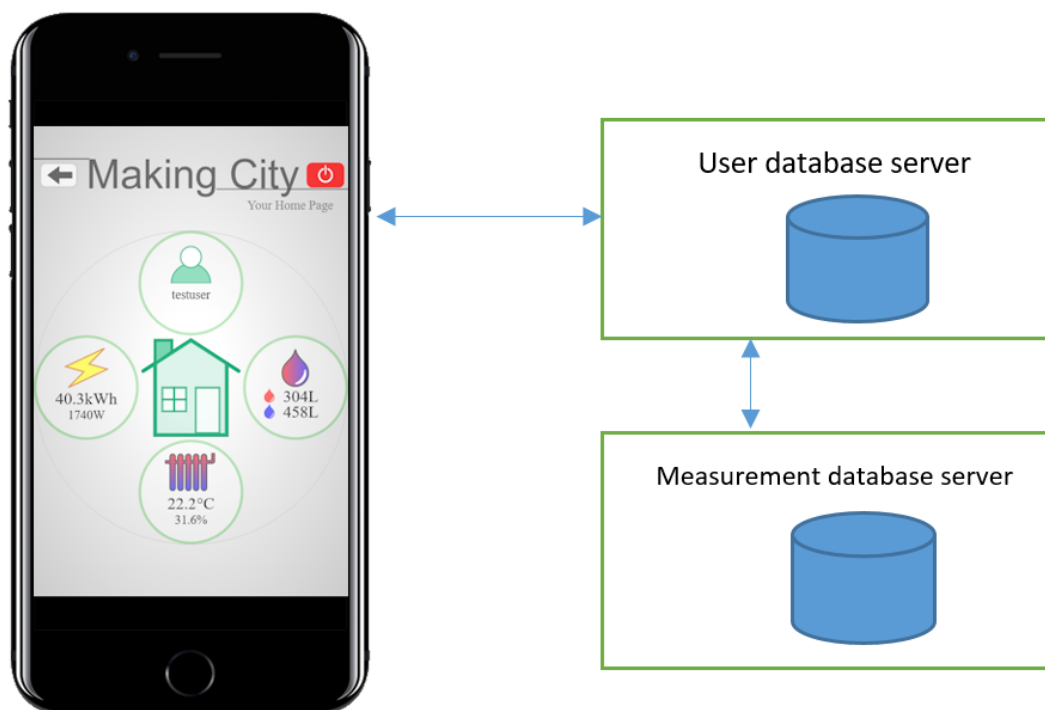 Making City
Your Home Page
testuser
40.3kWh
1740W
304L
458L
22.2°C
31.6%
User database server
Measurement database server